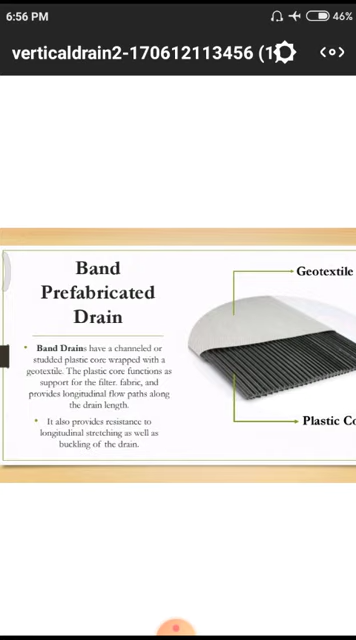 6:56 PM
46%
verticaldrain2-170612113456 (1
Band
Prefabricated
Drain
Geotextile
• Band Drains have a channeled or
studded plastic core wrapped with a
geotextile. The plastic core functions as
support for the filter. fabric, and
provides longitudinal flow paths along
the drain length.
• It also provides resistance to
longitudinal stretching as well as
buckling of the drain.
Plastic Co